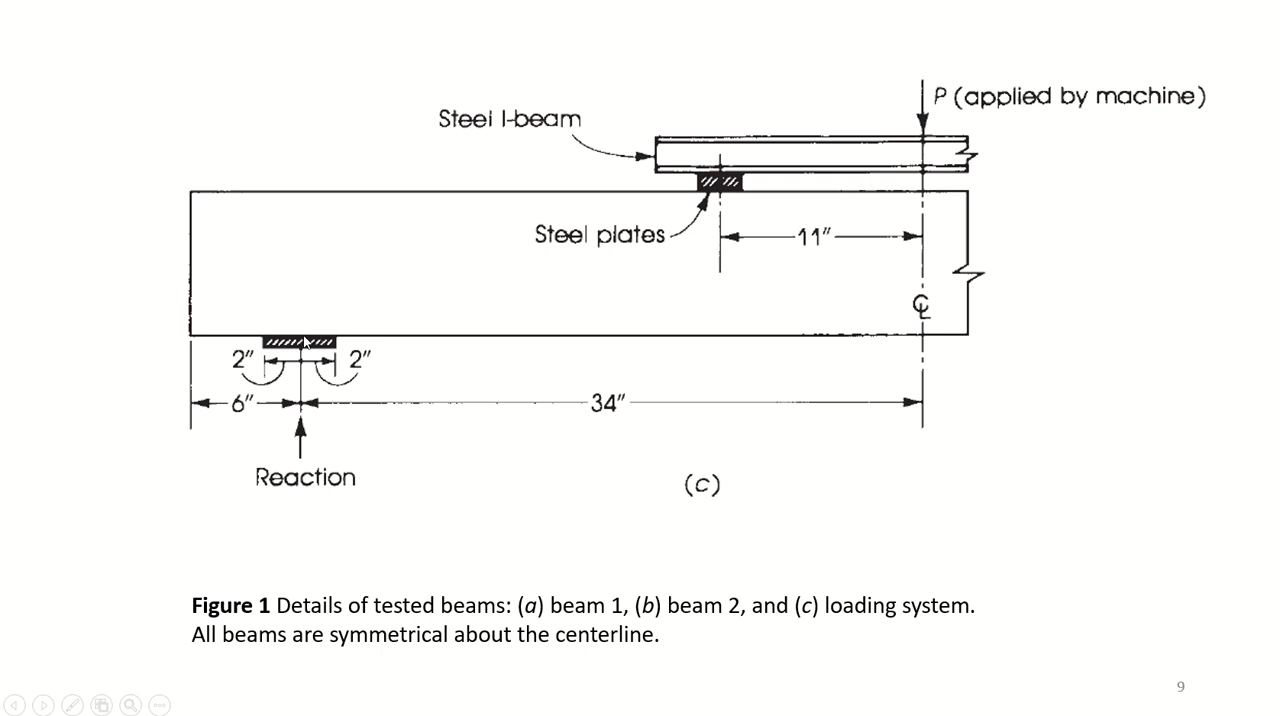 P (applied by machine)
Steel I-beam
Steel plates
11"
℄
2" 2"
6" 34"
Reaction
(c)
Figure 1 Details of tested beams: (a) beam 1, (b) beam 2, and (c) loading system.
All beams are symmetrical about the centerline.
9